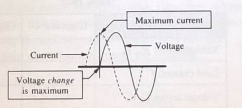 Maximum current
Current
Voltage
Voltage change
is maximum